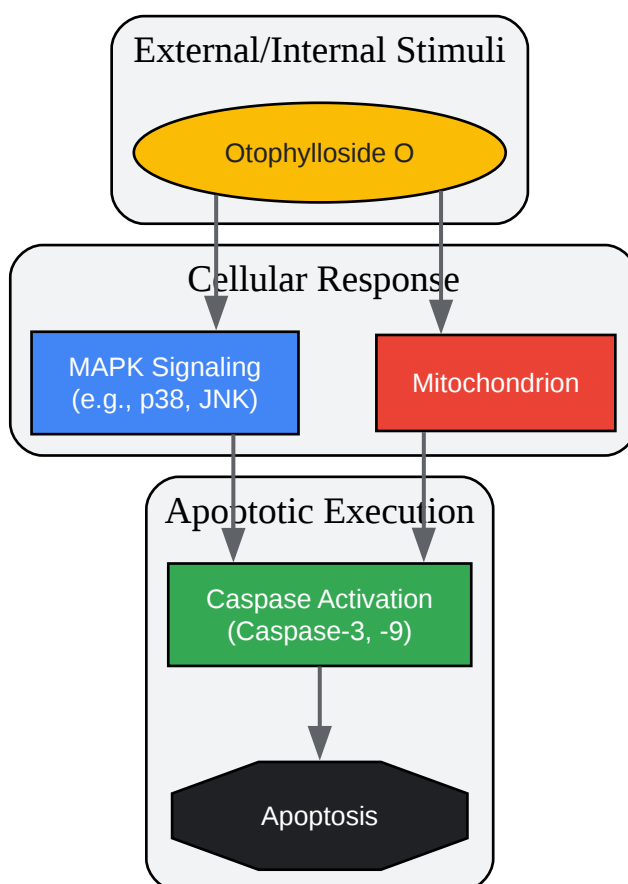 External/Internal Stimuli
Otophylloside O
Cellular Response
MAPK Signaling
(e.g., p38, JNK)
Mitochondrion
Apoptotic Execution
Caspase Activation
(Caspase-3, -9)
Apoptosis